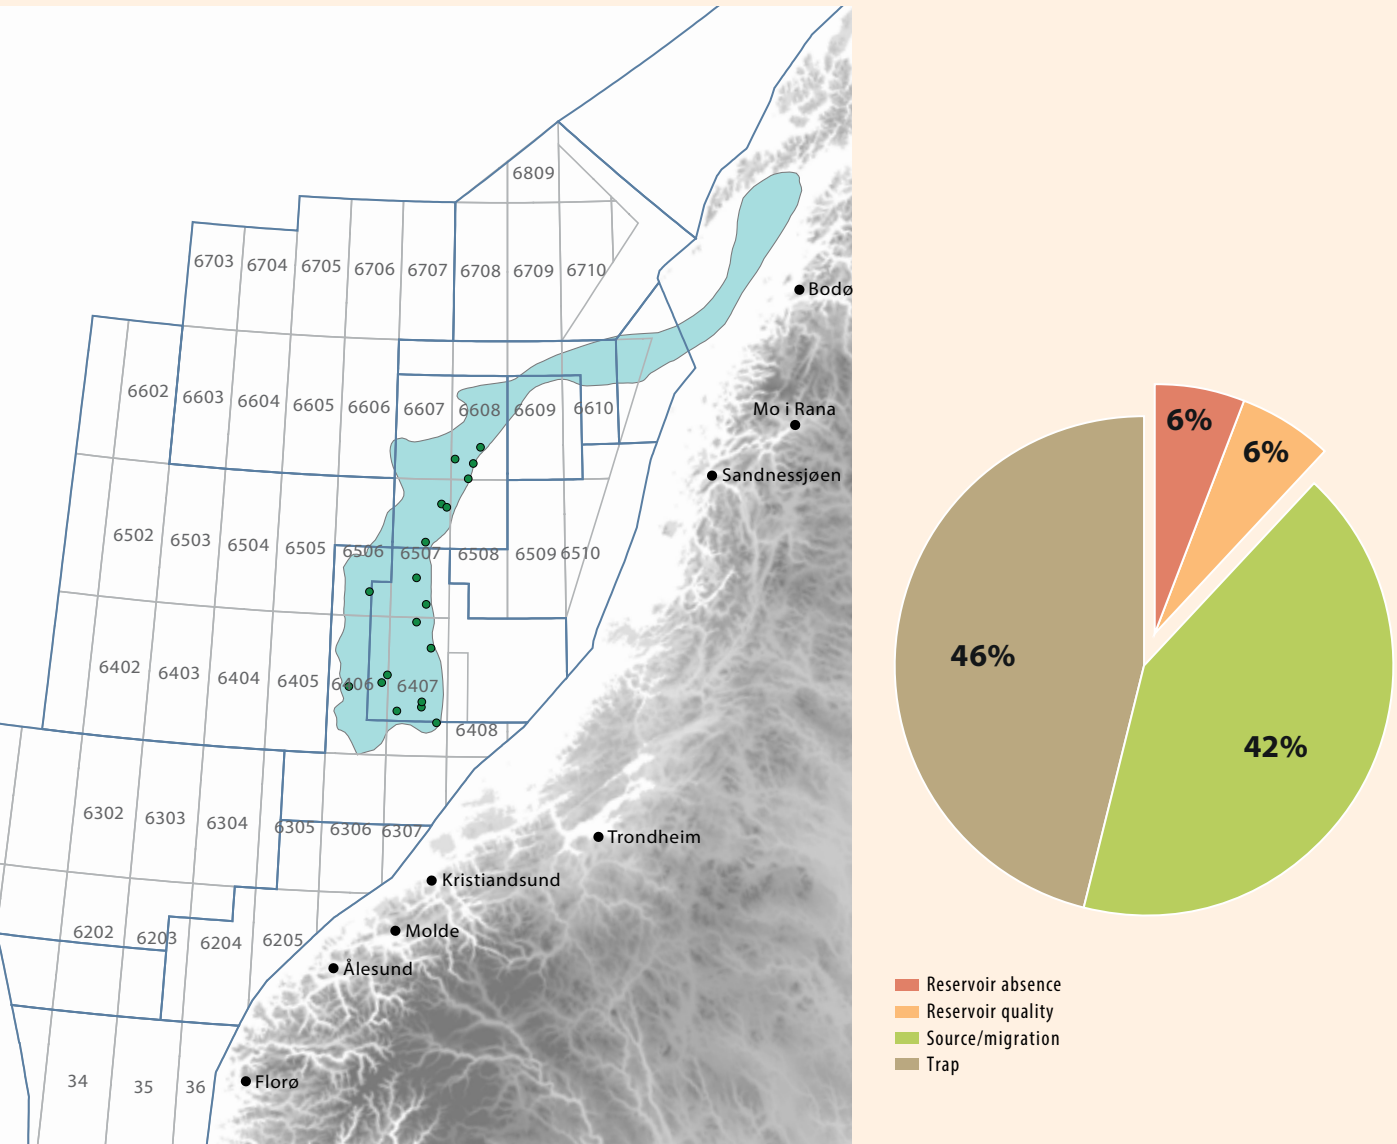 6809
6703 6704 6705 6706 6707 6708 6709 6710
Bodø
6602 6603 6604 6605 6606 6607 6608 6609 6610
Mo i Rana
Sandnessjøen
6502 6503 6504 6505 6506 6507 6508 6509 6510
6402 6403 6404 6405 6406 6407
6408
6302 6303 6304 6305 6306 6307
Trondheim
Kristiandsund
6202 6203 6204 6205
Molde
Ålesund
34 35 36
Florø
6%
6%
46%
42%
Reservoir absence
Reservoir quality
Source/migration
Trap